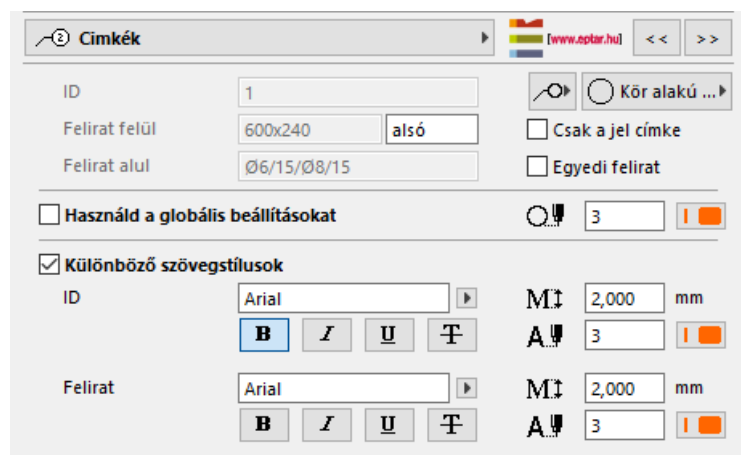 2 Cimkék [www.eptar.hu] << >>
ID 1 Kör alakú ...
Felirat felül 600x240 alsó Csak a jel címke
Felirat alul Ø6/15/Ø8/15 Egyedi felirat
Használd a globális beállításokat 3
Különböző szövegstílusok
ID Arial M 2,000 mm
B I U T A 3
Felirat Arial M 2,000 mm
B I U T A 3